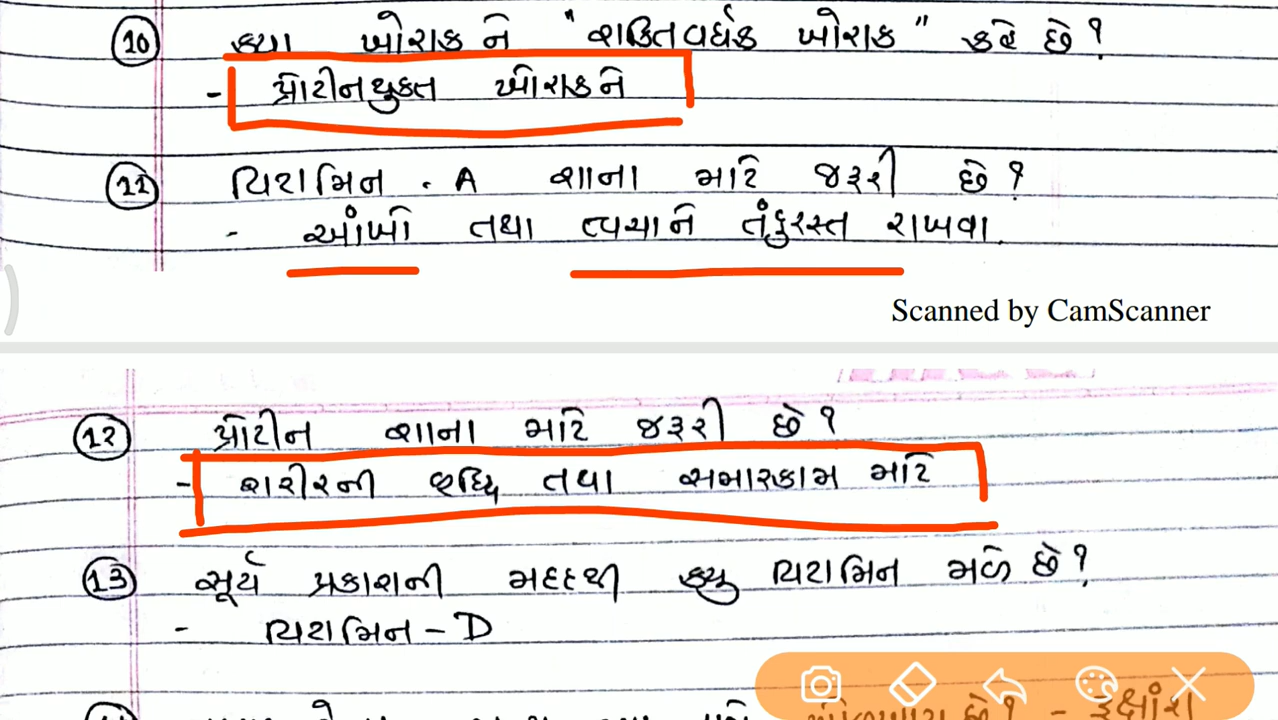 (10) ક્યા ખોરાકને "શક્તિવર્ધક ખોરાક" કહે છે?
- પ્રોટીનયુક્ત ખોરાકને
(11) વિટામિન - A શાના માટે જરૂરી છે?
- આંખો તથા ત્વચાને તંદુરસ્ત રાખવા.
Scanned by CamScanner
(12) પ્રોટીન શાના માટે જરૂરી છે?
- શરીરની વૃધ્ધિ તથા સમારકામ માટે
(13) સૂર્ય પ્રકાશની મદદથી ક્યુ વિટામિન મળે છે?
- વિટામિન - D